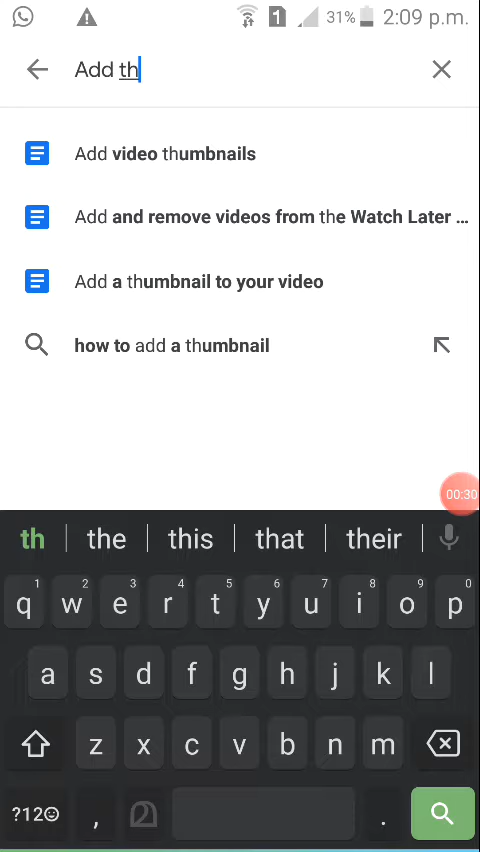 31% 2:09 p.m.
1
Add th
Add video thumbnails
Add and remove videos from the Watch Later ...
Add a thumbnail to your video
how to add a thumbnail
00:30
th the this that their
1 2 3 4 5 6 7 8 9 0
q w e r t y u i o p
a s d f g h j k l
z x c v b n m
?12☺ , മ .